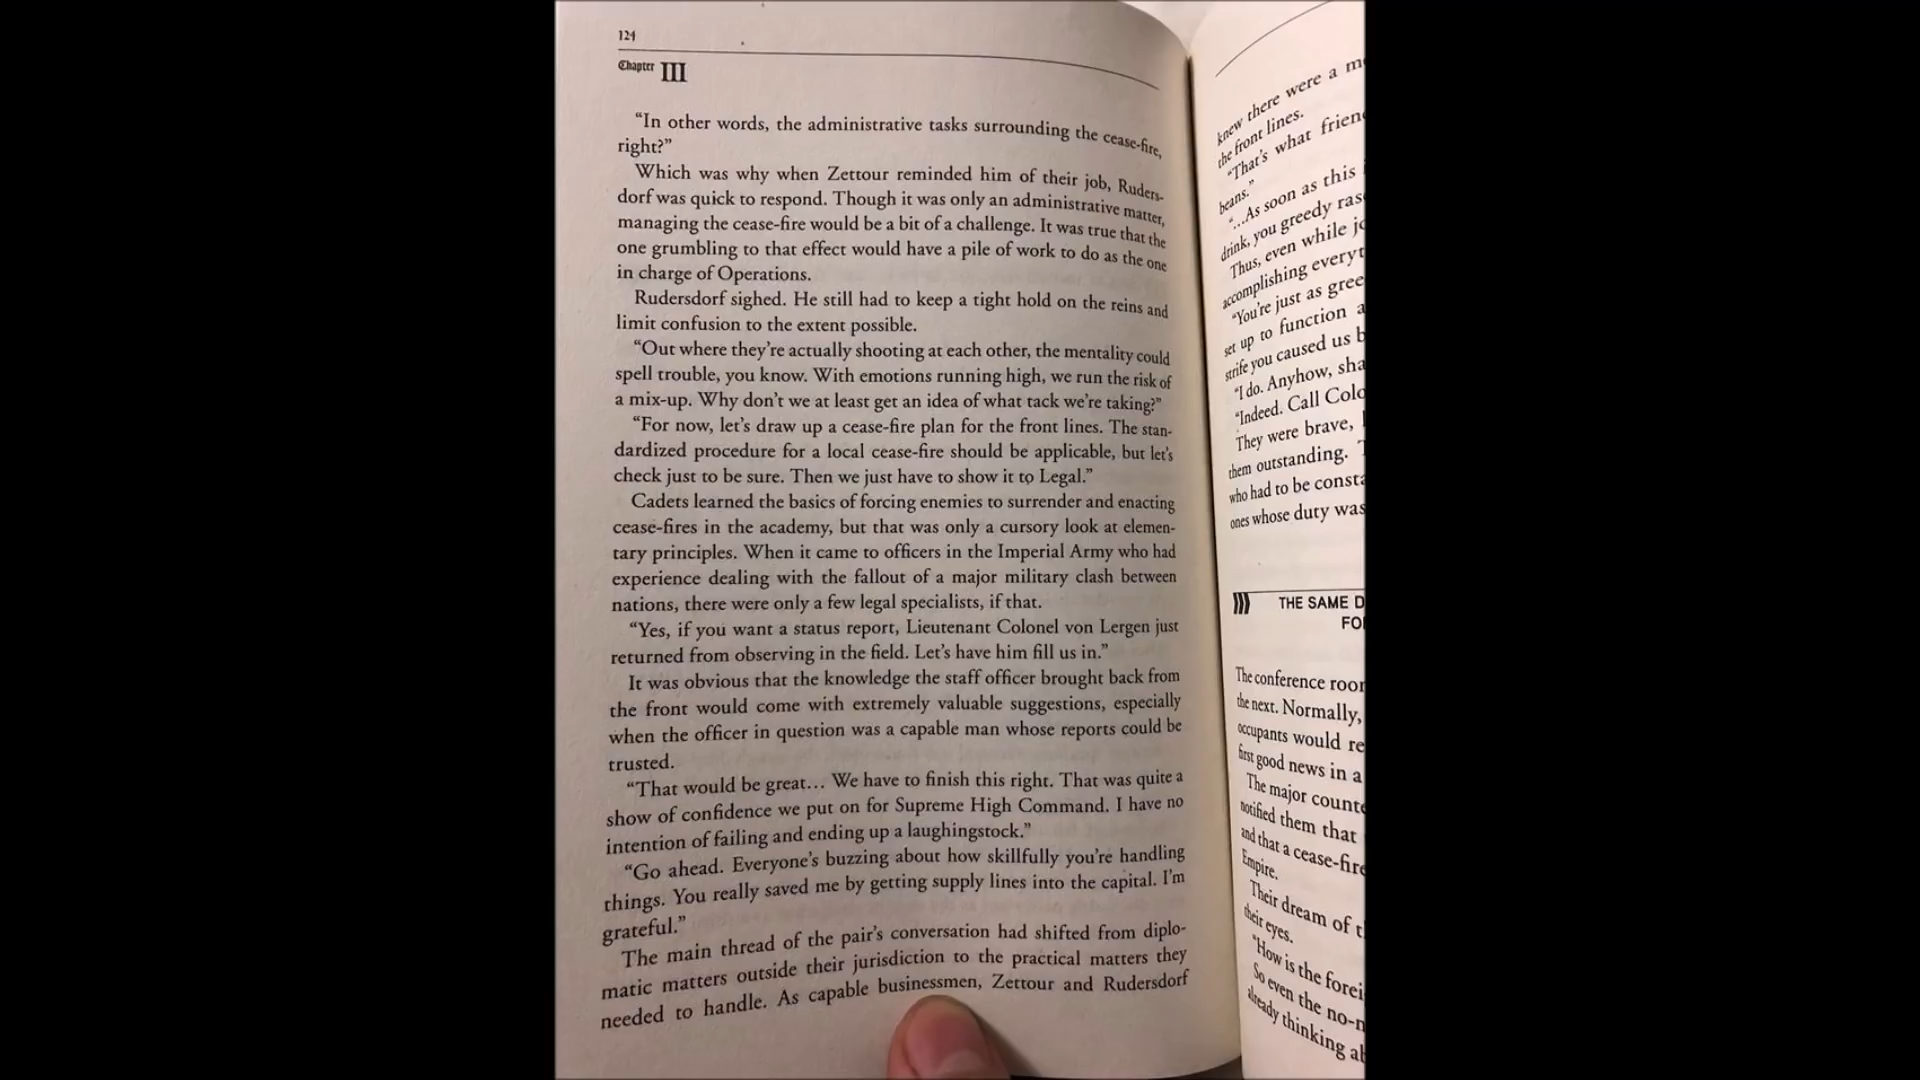 124
Chapter III
“In other words, the administrative tasks surrounding the cease-fire,
right?”
Which was why when Zettour reminded him of their job, Ruders-
dorf was quick to respond. Though it was only an administrative matter,
managing the cease-fire would be a bit of a challenge. It was true that the
one grumbling to that effect would have a pile of work to do as the one
in charge of Operations.
Rudersdorf sighed. He still had to keep a tight hold on the reins and
limit confusion to the extent possible.
“Out where they’re actually shooting at each other, the mentality could
spell trouble, you know. With emotions running high, we run the risk of
a mix-up. Why don’t we at least get an idea of what tack we’re taking?”
“For now, let’s draw up a cease-fire plan for the front lines. The stan-
dardized procedure for a local cease-fire should be applicable, but let’s
check just to be sure. Then we just have to show it to Legal.”
Cadets learned the basics of forcing enemies to surrender and enacting
cease-fires in the academy, but that was only a cursory look at elemen-
tary principles. When it came to officers in the Imperial Army who had
experience dealing with the fallout of a major military clash between
nations, there were only a few legal specialists, if that.
“Yes, if you want a status report, Lieutenant Colonel von Lergen just
returned from observing in the field. Let’s have him fill us in.”
It was obvious that the knowledge the staff officer brought back from
the front would come with extremely valuable suggestions, especially
when the officer in question was a capable man whose reports could be
trusted.
“That would be great… We have to finish this right. That was quite a
show of confidence we put on for Supreme High Command. I have no
intention of failing and ending up a laughingstock.”
“Go ahead. Everyone’s buzzing about how skillfully you’re handling
things. You really saved me by getting supply lines into the capital. I’m
grateful.”
The main thread of the pair’s conversation had shifted from diplo-
matic matters outside their jurisdiction to the practical matters they
needed to handle. As capable businessmen, Zettour and Rudersdorf
knew there were a
the front lines.
“That’s what
beans.”
“…As soon as this
drink, you greedy
Thus, even while
accomplishing
“You’re just as
set up to function
strife you caused us
“I do. Anyhow,
“Indeed. Call
They were brave,
them outstanding.
who had to be
ones whose duty was
THE SAME
The conference
the next. Normally,
occupants would
first good news in a
The major
notified them that
and that a cease-fire
Empire.
Their dream of
their eyes.
“How is the
So even the
already thinking